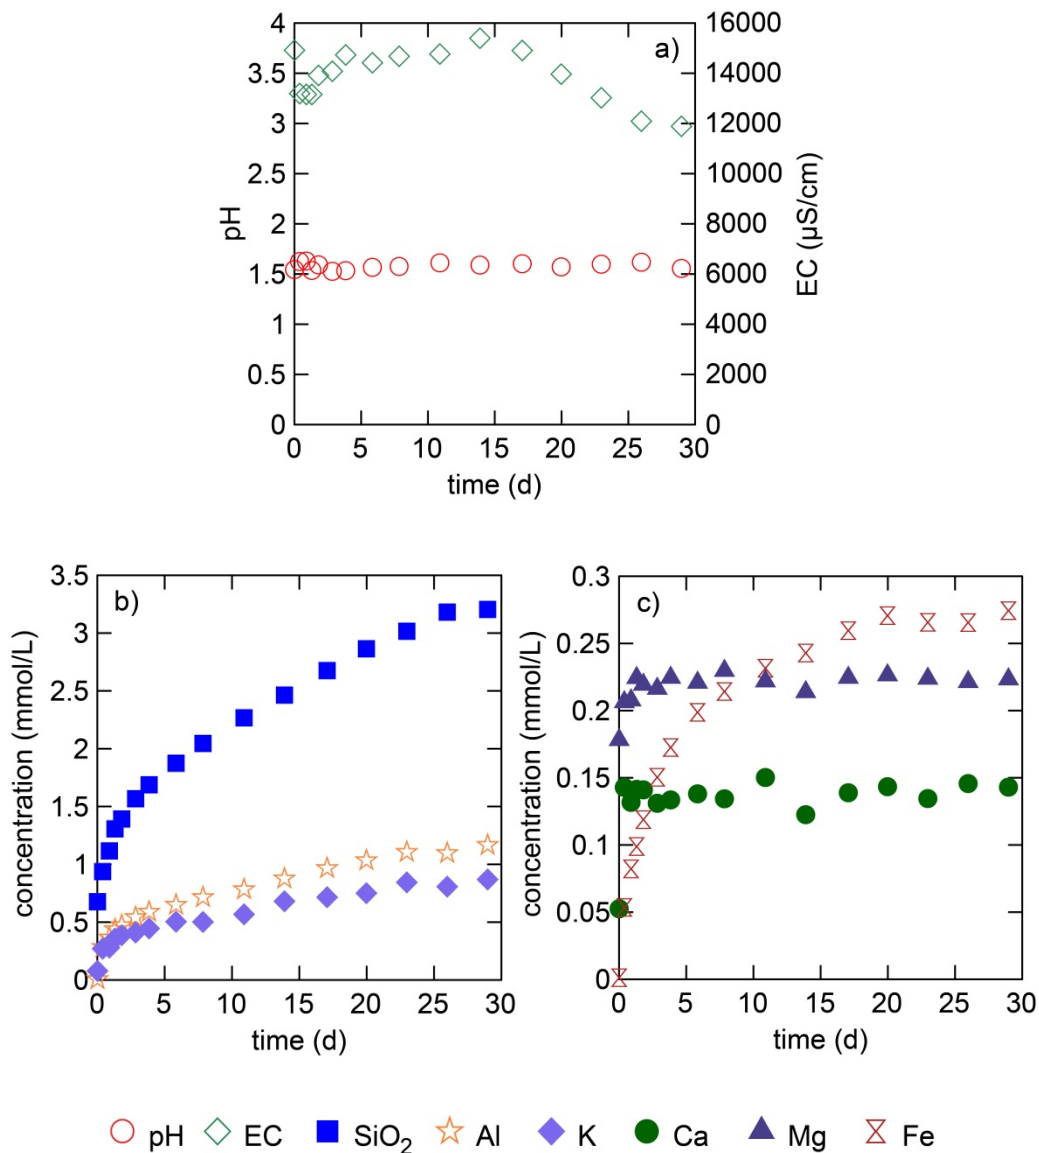 a)
4
3.5
3
2.5
2
1.5
1
0.5
0
pH
16000
14000
12000
10000
8000
6000
4000
2000
0
EC (µS/cm)
0 5 10 15 20 25 30
time (d)
b)
3.5
3
2.5
2
1.5
1
0.5
0
concentration (mmol/L)
0 5 10 15 20 25 30
time (d)
c)
0.3
0.25
0.2
0.15
0.1
0.05
0
concentration (mmol/L)
0 5 10 15 20 25 30
time (d)
pH EC SiO₂ Al K Ca Mg Fe